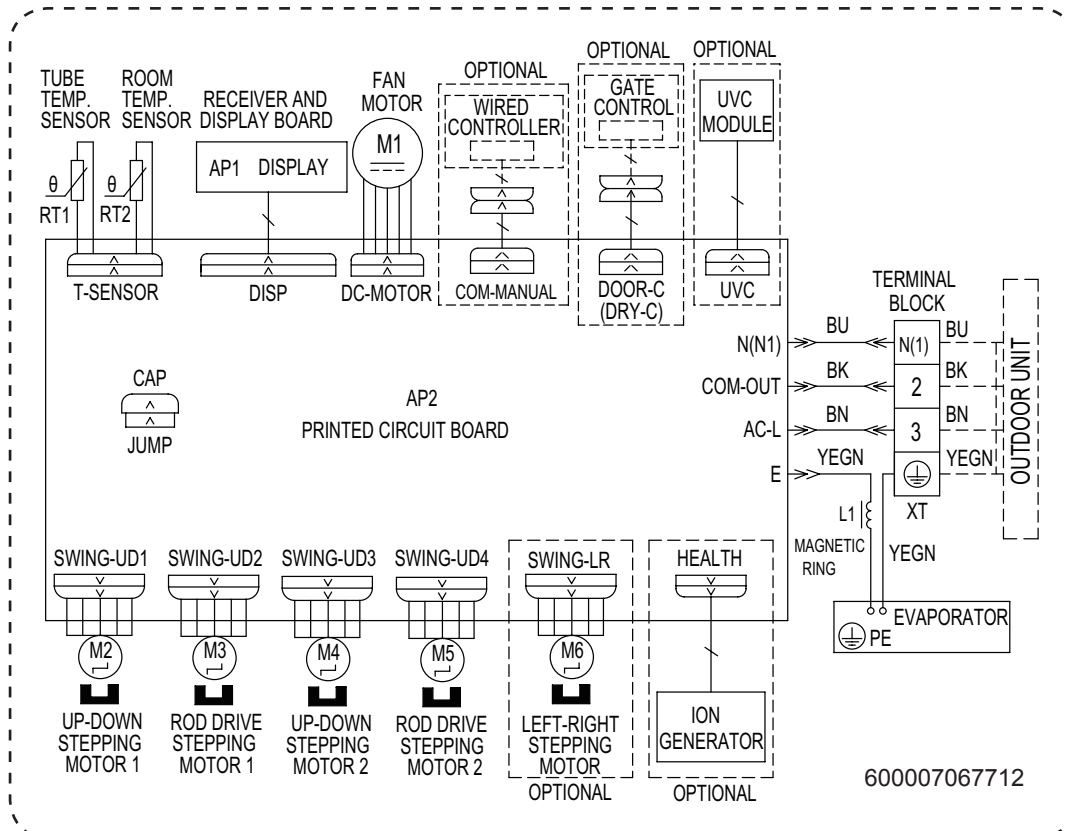 OPTIONAL
OPTIONAL
OPTIONAL
TUBE
TEMP.
SENSOR
ROOM
TEMP.
SENSOR
RECEIVER AND
DISPLAY BOARD
FAN
MOTOR
WIRED
CONTROLLER
GATE
CONTROL
UVC
MODULE
AP1 DISPLAY
M1
θ
RT1
θ
RT2
T-SENSOR
DISP
DC-MOTOR
COM-MANUAL
DOOR-C
(DRY-C)
UVC
TERMINAL
BLOCK
N(N1)
BU
N(1)
BU
COM-OUT
BK
2
BK
AC-L
BN
3
BN
E
YEGN
YEGN
XT
OUTDOOR UNIT
CAP
JUMP
AP2
PRINTED CIRCUIT BOARD
L1
MAGNETIC
RING
YEGN
PE
EVAPORATOR
SWING-UD1
SWING-UD2
SWING-UD3
SWING-UD4
SWING-LR
HEALTH
M2
M3
M4
M5
M6
UP-DOWN
STEPPING
MOTOR 1
ROD DRIVE
STEPPING
MOTOR 1
UP-DOWN
STEPPING
MOTOR 2
ROD DRIVE
STEPPING
MOTOR 2
LEFT-RIGHT
STEPPING
MOTOR
OPTIONAL
ION
GENERATOR
OPTIONAL
600007067712